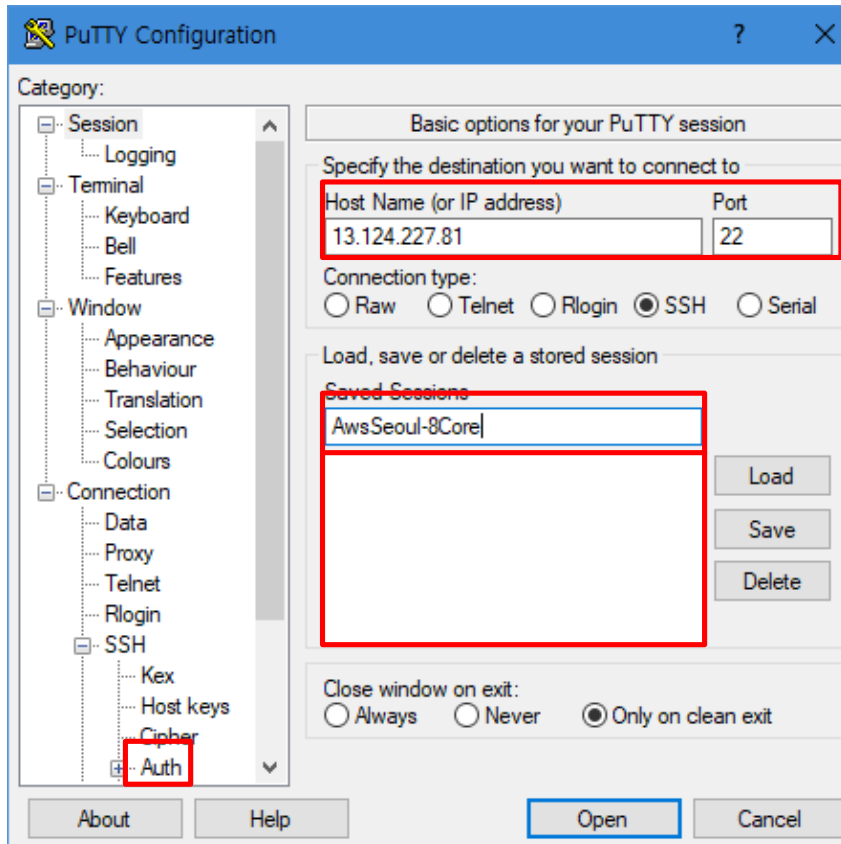 PuTTY Configuration
?
Category:
Session
Logging
Terminal
Keyboard
Bell
Features
Window
Appearance
Behaviour
Translation
Selection
Colours
Connection
Data
Proxy
Telnet
Rlogin
SSH
Kex
Host keys
Cipher
Auth
Basic options for your PuTTY session
Specify the destination you want to connect to
Host Name (or IP address) Port
13.124.227.81 22
Connection type:
Raw Telnet Rlogin SSH Serial
Load, save or delete a stored session
Saved Sessions
AwsSeoul-8Core
Load
Save
Delete
Close window on exit:
Always Never Only on clean exit
About Help Open Cancel